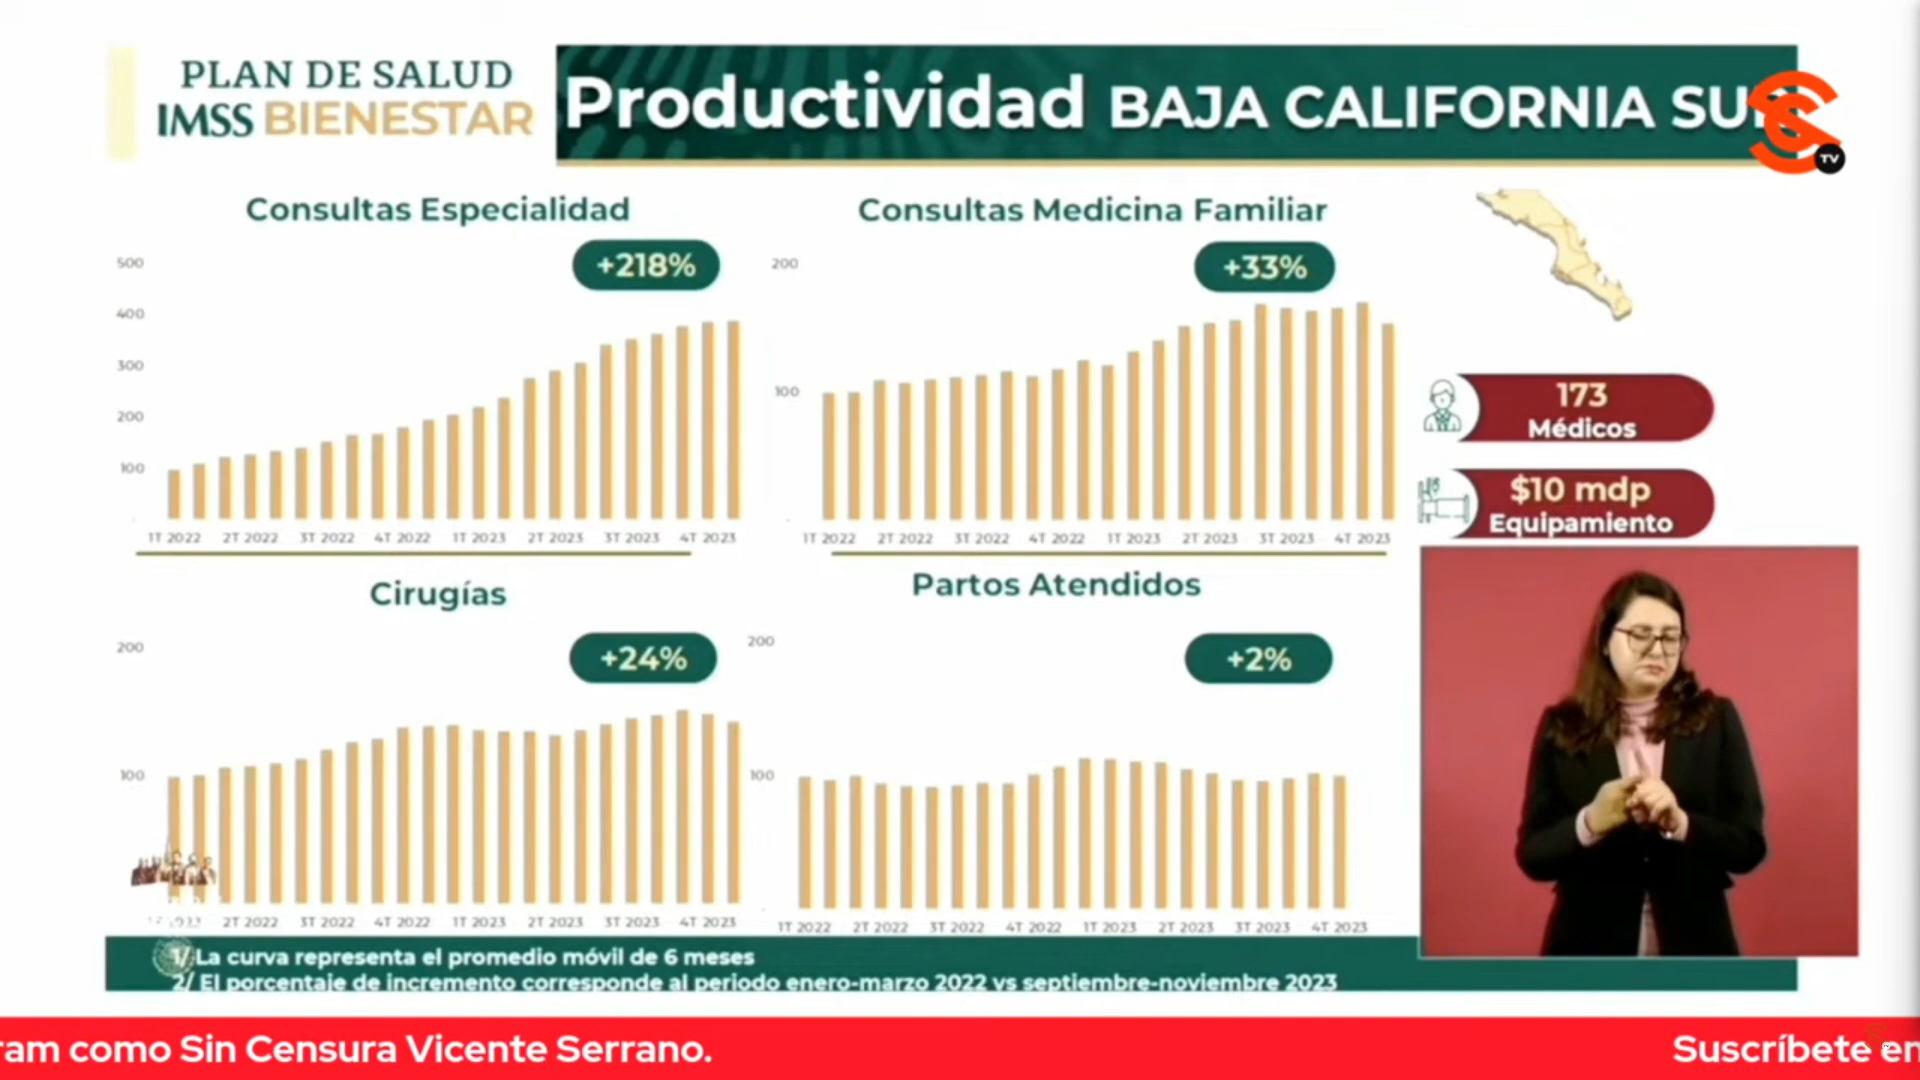 PLAN DE SALUD
IMSS BIENESTAR
Productividad BAJA CALIFORNIA SU
TV
Consultas Especialidad
+218%
500
400
300
200
100
1T 2022 2T 2022 3T 2022 4T 2022 1T 2023 2T 2023 3T 2023 4T 2023
Consultas Medicina Familiar
+33%
200
100
1T 2022 2T 2022 3T 2022 4T 2022 1T 2023 2T 2023 3T 2023 4T 2023
173
Médicos
$10 mdp
Equipamiento
Cirugías
+24%
200
100
2T 2022 3T 2022 4T 2022 1T 2023 2T 2023 3T 2023 4T 2023
Partos Atendidos
+2%
200
100
1T 2022 2T 2022 3T 2022 4T 2022 1T 2023 2T 2023 3T 2023 4T 2023
1/ La curva representa el promedio móvil de 6 meses
2/ El porcentaje de incremento corresponde al periodo enero-marzo 2022 vs septiembre-noviembre 2023
ram como Sin Censura Vicente Serrano.
Suscríbete en